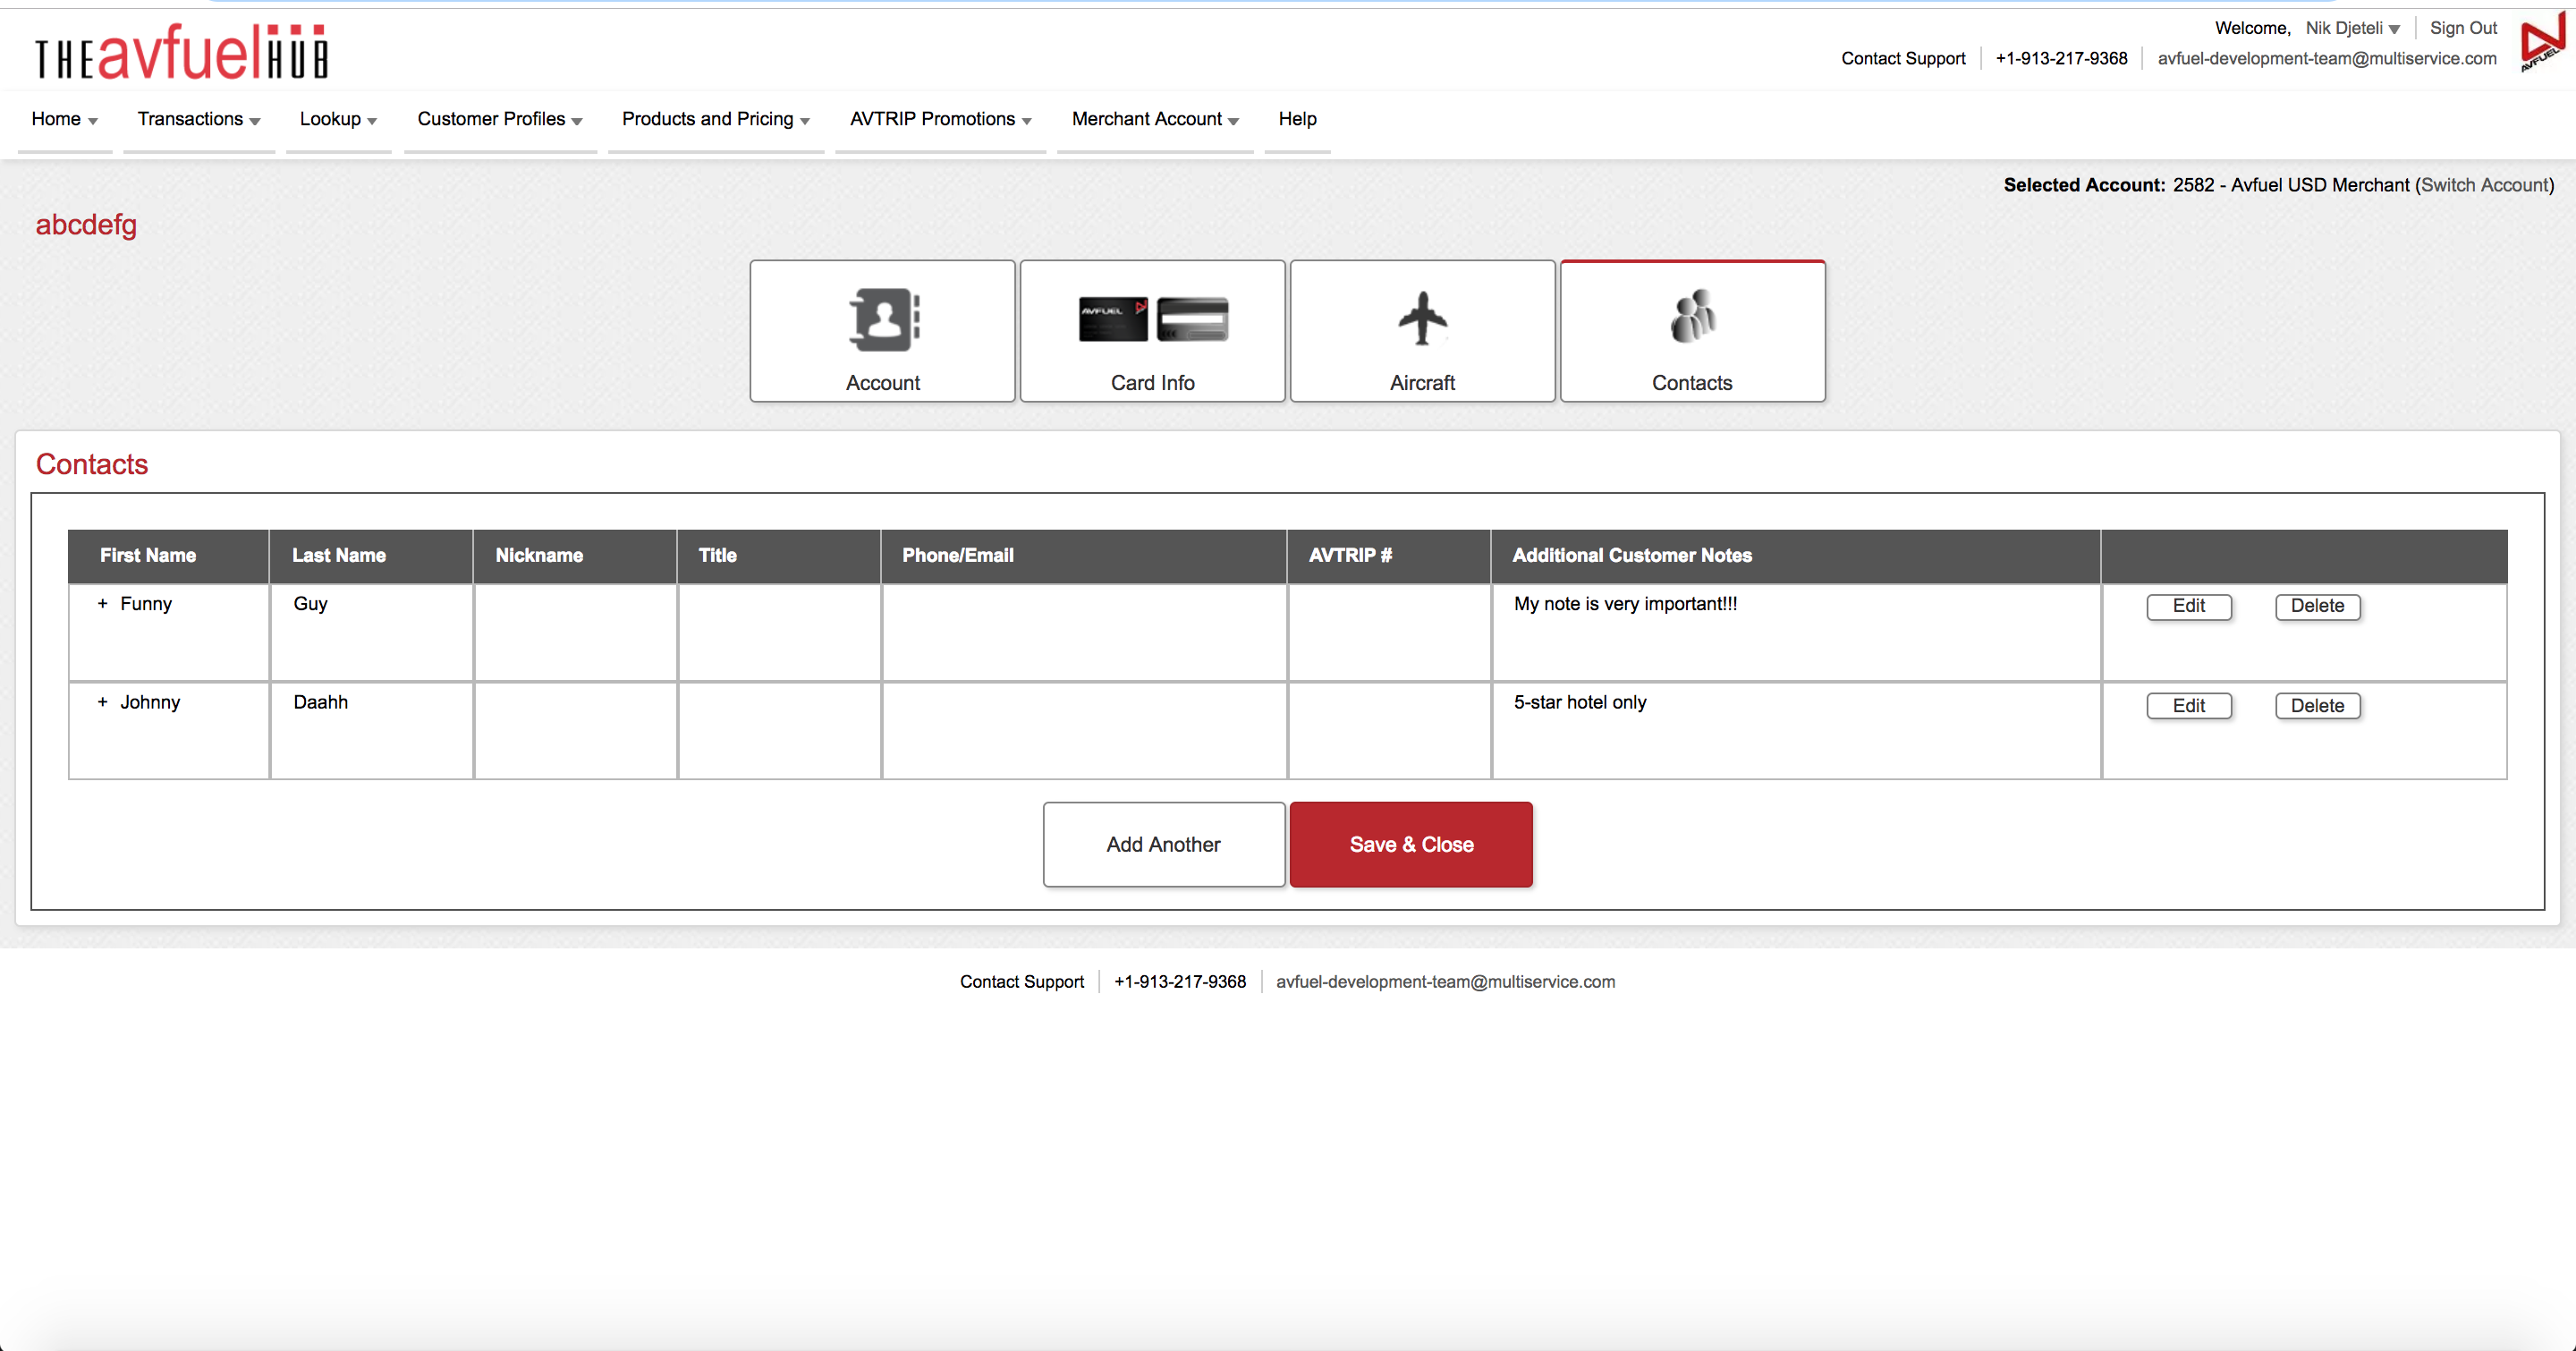 THEavfuelHUB
Welcome, Nik Djeteli Sign Out
Contact Support +1-913-217-9368 avfuel-development-team@multiservice.com
AVFUEL
Home Transactions Lookup Customer Profiles Products and Pricing AVTRIP Promotions Merchant Account Help
Selected Account: 2582 - Avfuel USD Merchant (Switch Account)
abcdefg
AVFUEL
Account Card Info Aircraft Contacts
Contacts
First Name Last Name Nickname Title Phone/Email AVTRIP # Additional Customer Notes
+ Funny Guy My note is very important!!! Edit Delete
+ Johnny Daahh 5-star hotel only Edit Delete
Add Another Save & Close
Contact Support +1-913-217-9368 avfuel-development-team@multiservice.com